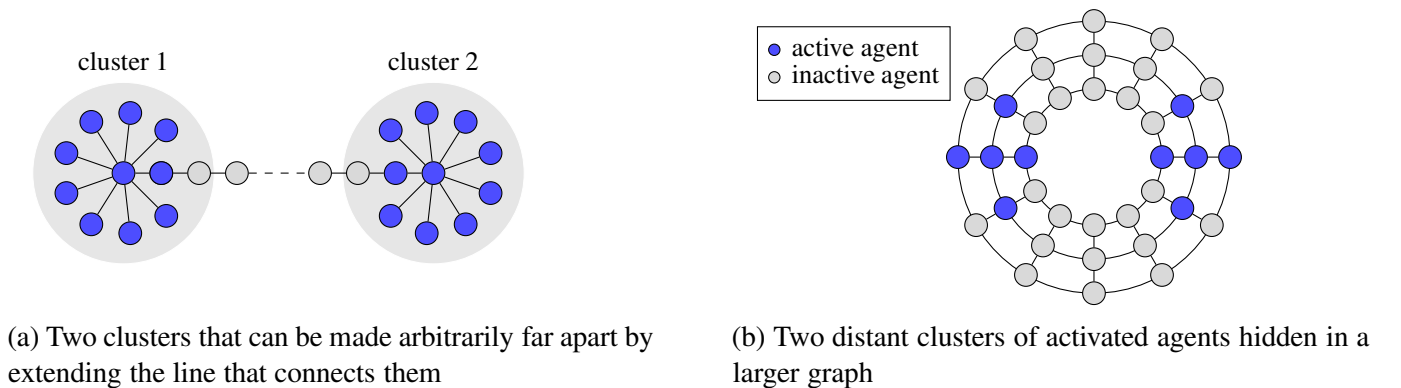 cluster 1
cluster 2
active agent
inactive agent
(a) Two clusters that can be made arbitrarily far apart by
extending the line that connects them
(b) Two distant clusters of activated agents hidden in a
larger graph